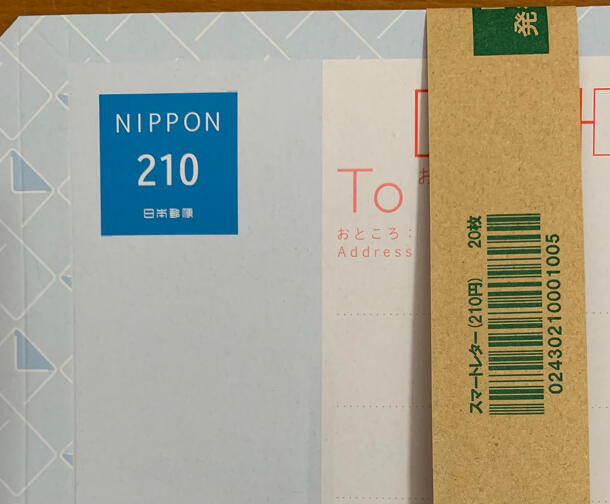 NIPPON
210
日本郵便
To
お
おところ：
Address
発
スマートレター(210円) 20枚
02430210001005